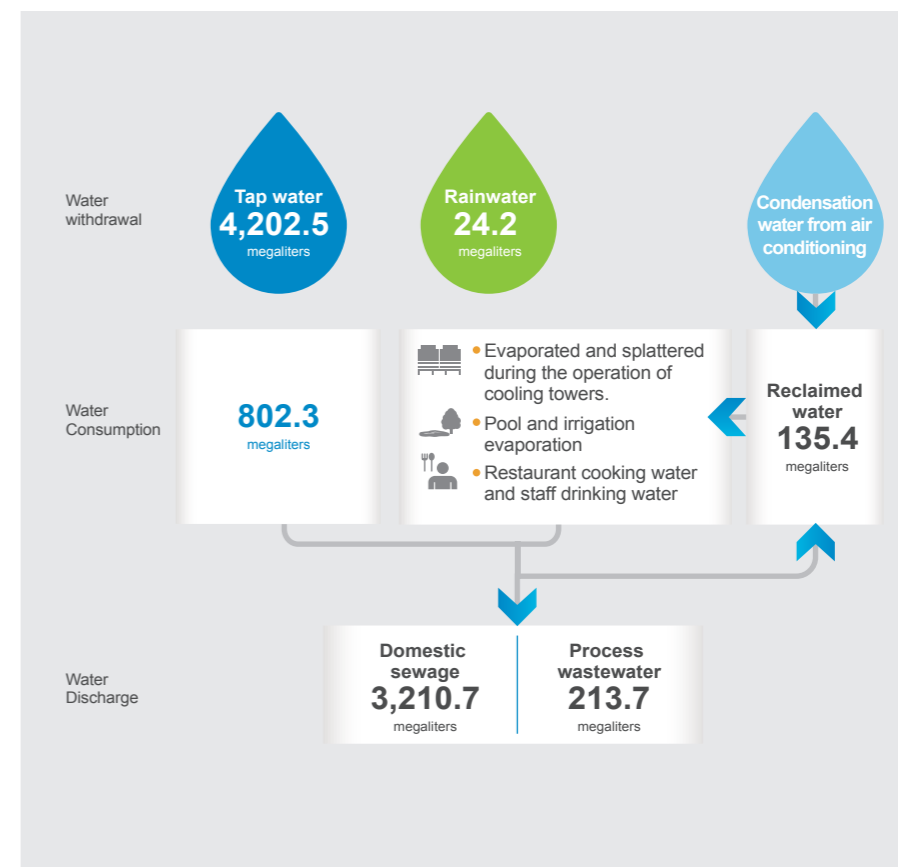 Water
withdrawal
Tap water
4,202.5
megaliters
Rainwater
24.2
megaliters
Condensation
water from air
conditioning
Water
Consumption
802.3
megaliters
•Evaporated and splattered
during the operation of
cooling towers.
•Pool and irrigation
evaporation
•Restaurant cooking water
and staff drinking water
Reclaimed
water
135.4
megaliters
Water
Discharge
Domestic
sewage
3,210.7
megaliters
Process
wastewater
213.7
megaliters